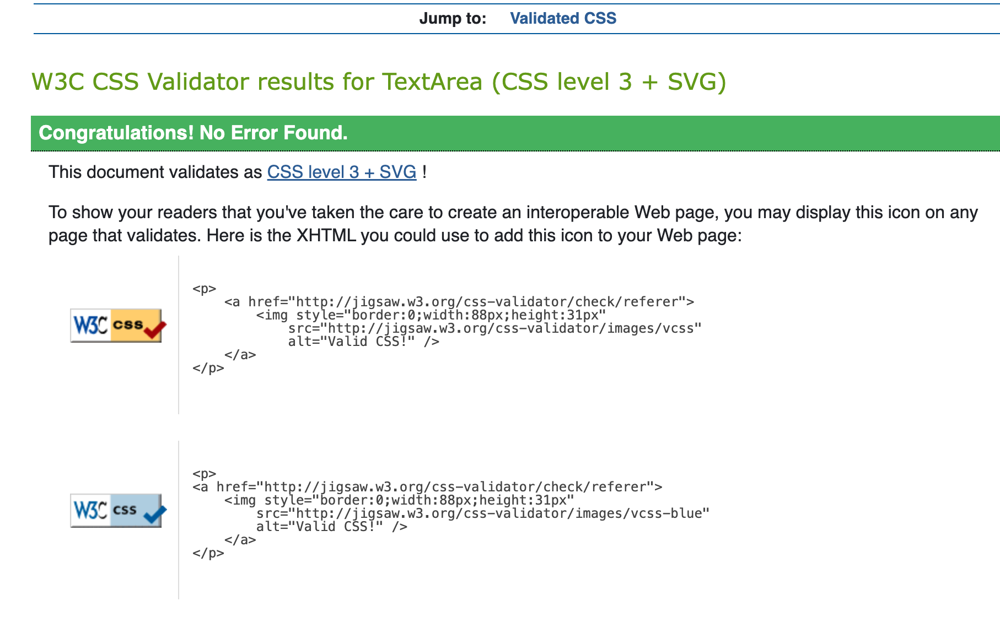 Jump to: Validated CSS
W3C CSS Validator results for TextArea (CSS level 3 + SVG)
Congratulations! No Error Found.
This document validates as CSS level 3 + SVG !
To show your readers that you've taken the care to create an interoperable Web page, you may display this icon on any
page that validates. Here is the XHTML you could use to add this icon to your Web page:
W3C css
<p>
    <a href="http://jigsaw.w3.org/css-validator/check/referer">
        <img style="border:0;width:88px;height:31px"
            src="http://jigsaw.w3.org/css-validator/images/vcss"
            alt="Valid CSS!" />
    </a>
</p>
W3C css
<p>
<a href="http://jigsaw.w3.org/css-validator/check/referer">
    <img style="border:0;width:88px;height:31px"
        src="http://jigsaw.w3.org/css-validator/images/vcss-blue"
        alt="Valid CSS!" />
    </a>
</p>